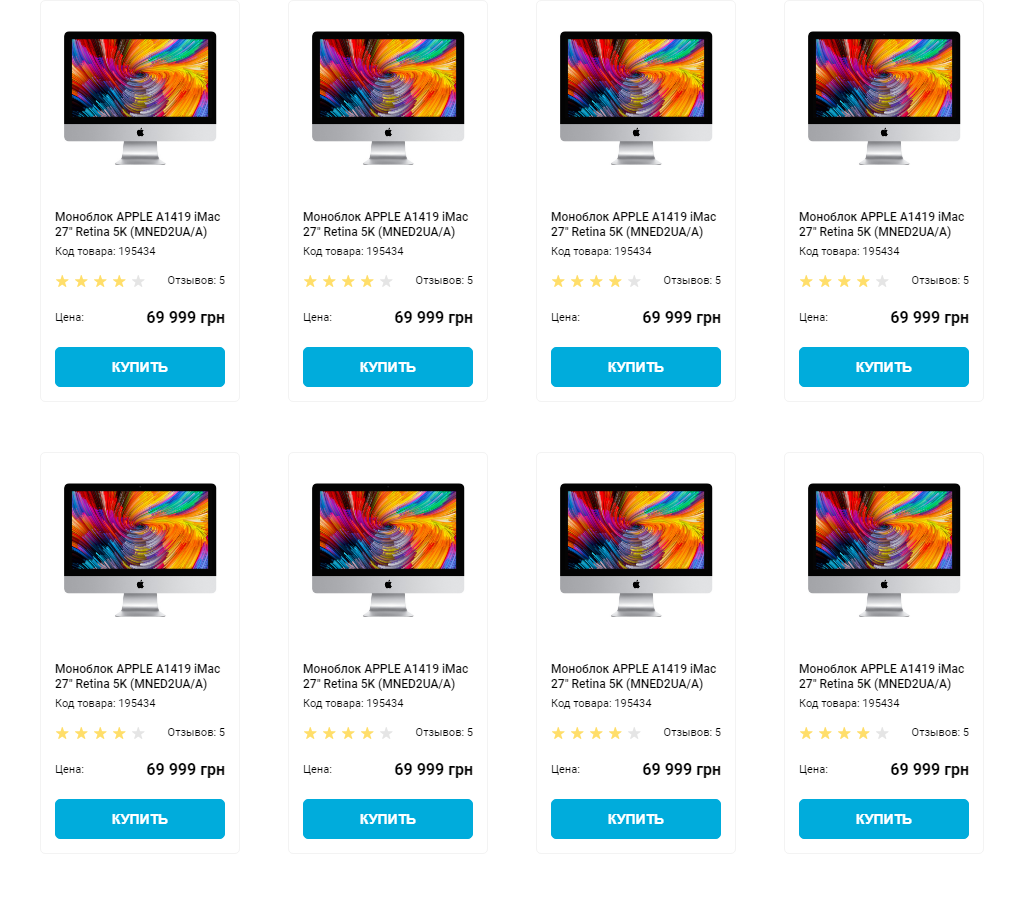 Моноблок APPLE A1419 iMac
27" Retina 5K (MNED2UA/A)
Код товара: 195434
Отзывов: 5
Цена: 69 999 грн
КУПИТЬ
Моноблок APPLE A1419 iMac
27" Retina 5K (MNED2UA/A)
Код товара: 195434
Отзывов: 5
Цена: 69 999 грн
КУПИТЬ
Моноблок APPLE A1419 iMac
27" Retina 5K (MNED2UA/A)
Код товара: 195434
Отзывов: 5
Цена: 69 999 грн
КУПИТЬ
Моноблок APPLE A1419 iMac
27" Retina 5K (MNED2UA/A)
Код товара: 195434
Отзывов: 5
Цена: 69 999 грн
КУПИТЬ
Моноблок APPLE A1419 iMac
27" Retina 5K (MNED2UA/A)
Код товара: 195434
Отзывов: 5
Цена: 69 999 грн
КУПИТЬ
Моноблок APPLE A1419 iMac
27" Retina 5K (MNED2UA/A)
Код товара: 195434
Отзывов: 5
Цена: 69 999 грн
КУПИТЬ
Моноблок APPLE A1419 iMac
27" Retina 5K (MNED2UA/A)
Код товара: 195434
Отзывов: 5
Цена: 69 999 грн
КУПИТЬ
Моноблок APPLE A1419 iMac
27" Retina 5K (MNED2UA/A)
Код товара: 195434
Отзывов: 5
Цена: 69 999 грн
КУПИТЬ